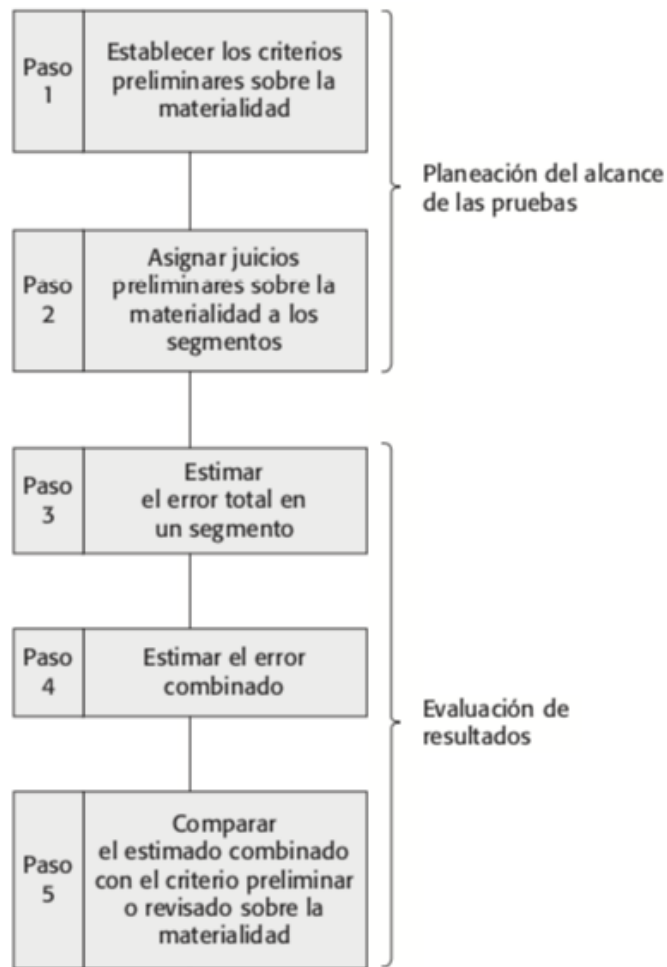 Paso
1
Establecer los criterios
preliminares sobre la
materialidad
Planeación del alcance
de las pruebas
Paso
2
Asignar juicios
preliminares sobre la
materialidad a los
segmentos
Paso
3
Estimar
el error total en
un segmento
Paso
4
Estimar el error
combinado
Evaluación de
resultados
Paso
5
Comparar
el estimado combinado
con el criterio preliminar
o revisado sobre la
materialidad